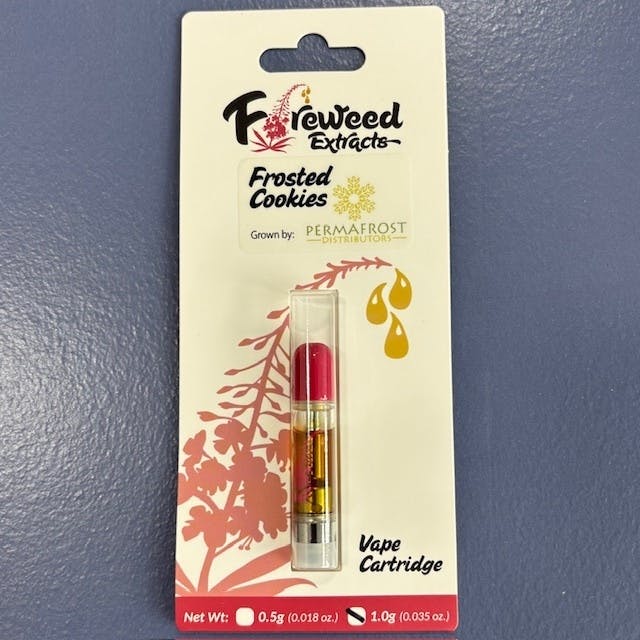 Fireweed
Extracts
Frosted
Cookies
Grown by:
PERMAFROST
DISTRIBUTORS
Vape
Cartridge
Net Wt: 0.5g (0.018 oz.) 1.0g (0.035 oz.)